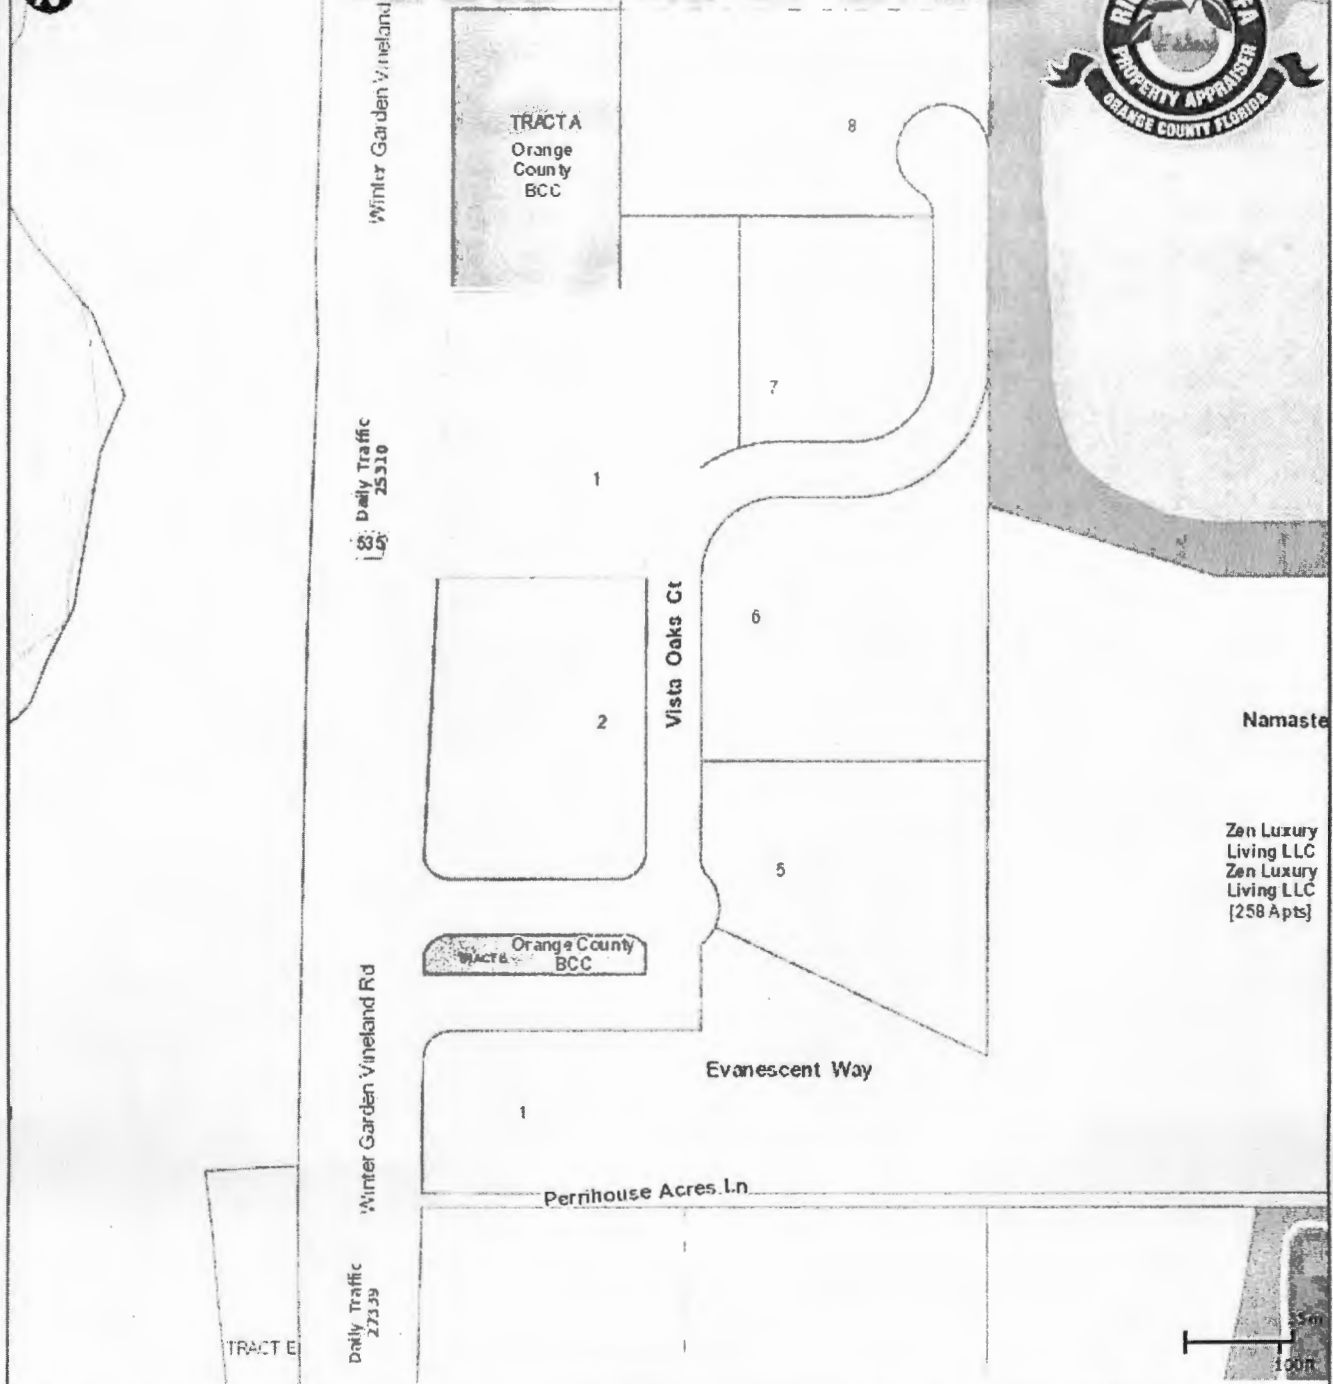 Winter Garden Vineland
TRACT A
Orange
County
BCC
8
PROPERTY APPRAISER
ORANGE COUNTY FLORIDA
7
Daily Traffic
25310
1
535
Vista Oaks Ct
6
2
Namaste
Zen Luxury
Living LLC
Zen Luxury
Living LLC
[258 Apts]
5
Orange County
BCC
Winter Garden Vineland Rd
Evanescent Way
1
Perrihouse Acres Ln
Daily Traffic
27339
TRACT E
100ft